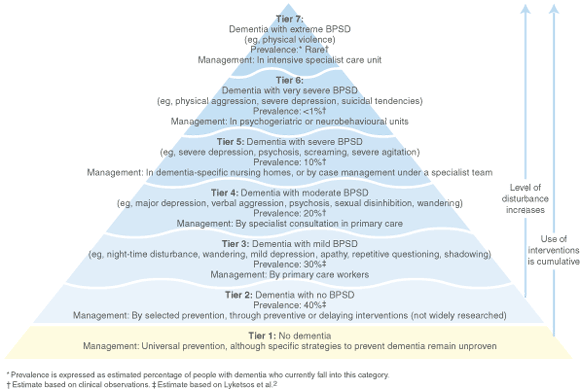 Tier 7:
Dementia with extreme BPSD
(eg, physical violence)
Prevalence:* Rare†
Management: In intensive specialist care unit
Tier 6:
Dementia with very severe BPSD
(eg, physical aggression, severe depression, suicidal tendencies)
Prevalence: <1%†
Management: In psychogeriatric or neurobehavioural units
Tier 5: Dementia with severe BPSD
(eg, severe depression, psychosis, screaming, severe agitation)
Prevalence: 10%†
Management: In dementia-specific nursing homes, or by case management under a specialist team
Tier 4: Dementia with moderate BPSD
(eg, major depression, verbal aggression, psychosis, sexual disinhibition, wandering)
Prevalence: 20%†
Management: By specialist consultation in primary care
Tier 3: Dementia with mild BPSD
(eg, night-time disturbance, wandering, mild depression, apathy, repetitive questioning, shadowing)
Prevalence: 30%‡
Management: By primary care workers
Tier 2: Dementia with no BPSD
Prevalence: 40%‡
Management: By selected prevention, through preventive or delaying interventions (not widely researched)
Tier 1: No dementia
Management: Universal prevention, although specific strategies to prevent dementia remain unproven
Level of
disturbance
increases
Use of
interventions
is cumulative
* Prevalence is expressed as estimated percentage of people with dementia who currently fall into this category.
† Estimate based on clinical observations. ‡ Estimate based on Lyketsos et al.2